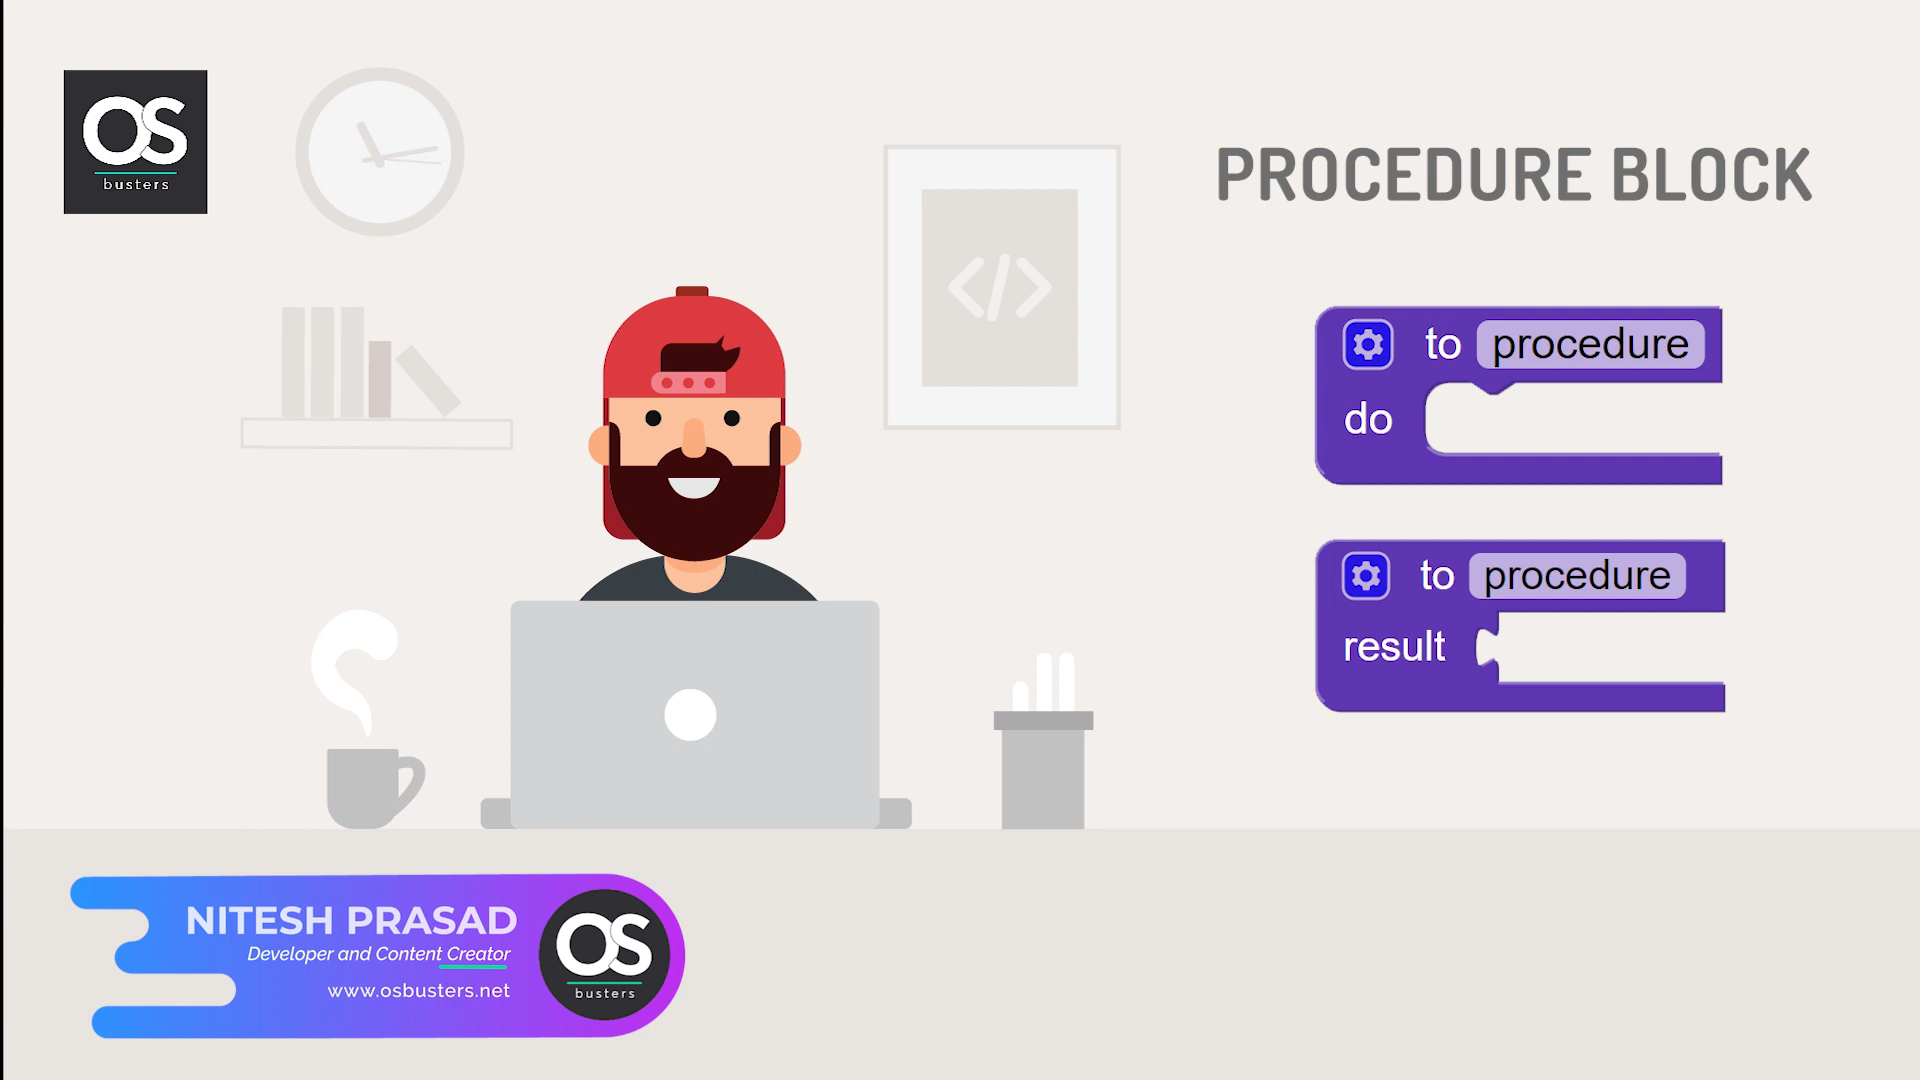 OS
busters
PROCEDURE BLOCK
</>
to procedure
do
to procedure
result
NITESH PRASAD
Developer and Content Creator
www.osbusters.net
OS
busters